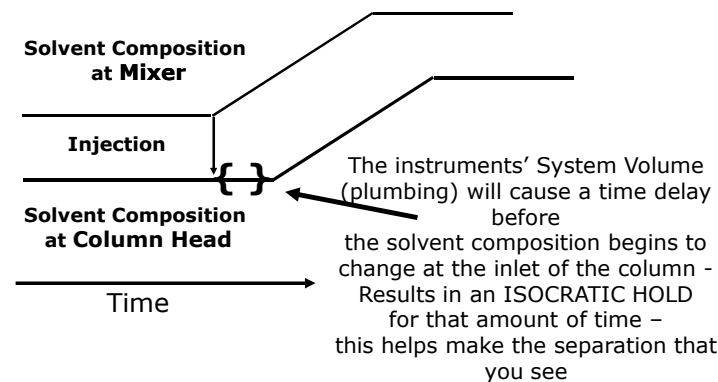 Solvent Composition
at Mixer
Injection
{ }
Solvent Composition
at Column Head
Time
The instruments’ System Volume
(plumbing) will cause a time delay
before
the solvent composition begins to
change at the inlet of the column -
Results in an ISOCRATIC HOLD
for that amount of time –
this helps make the separation that
you see